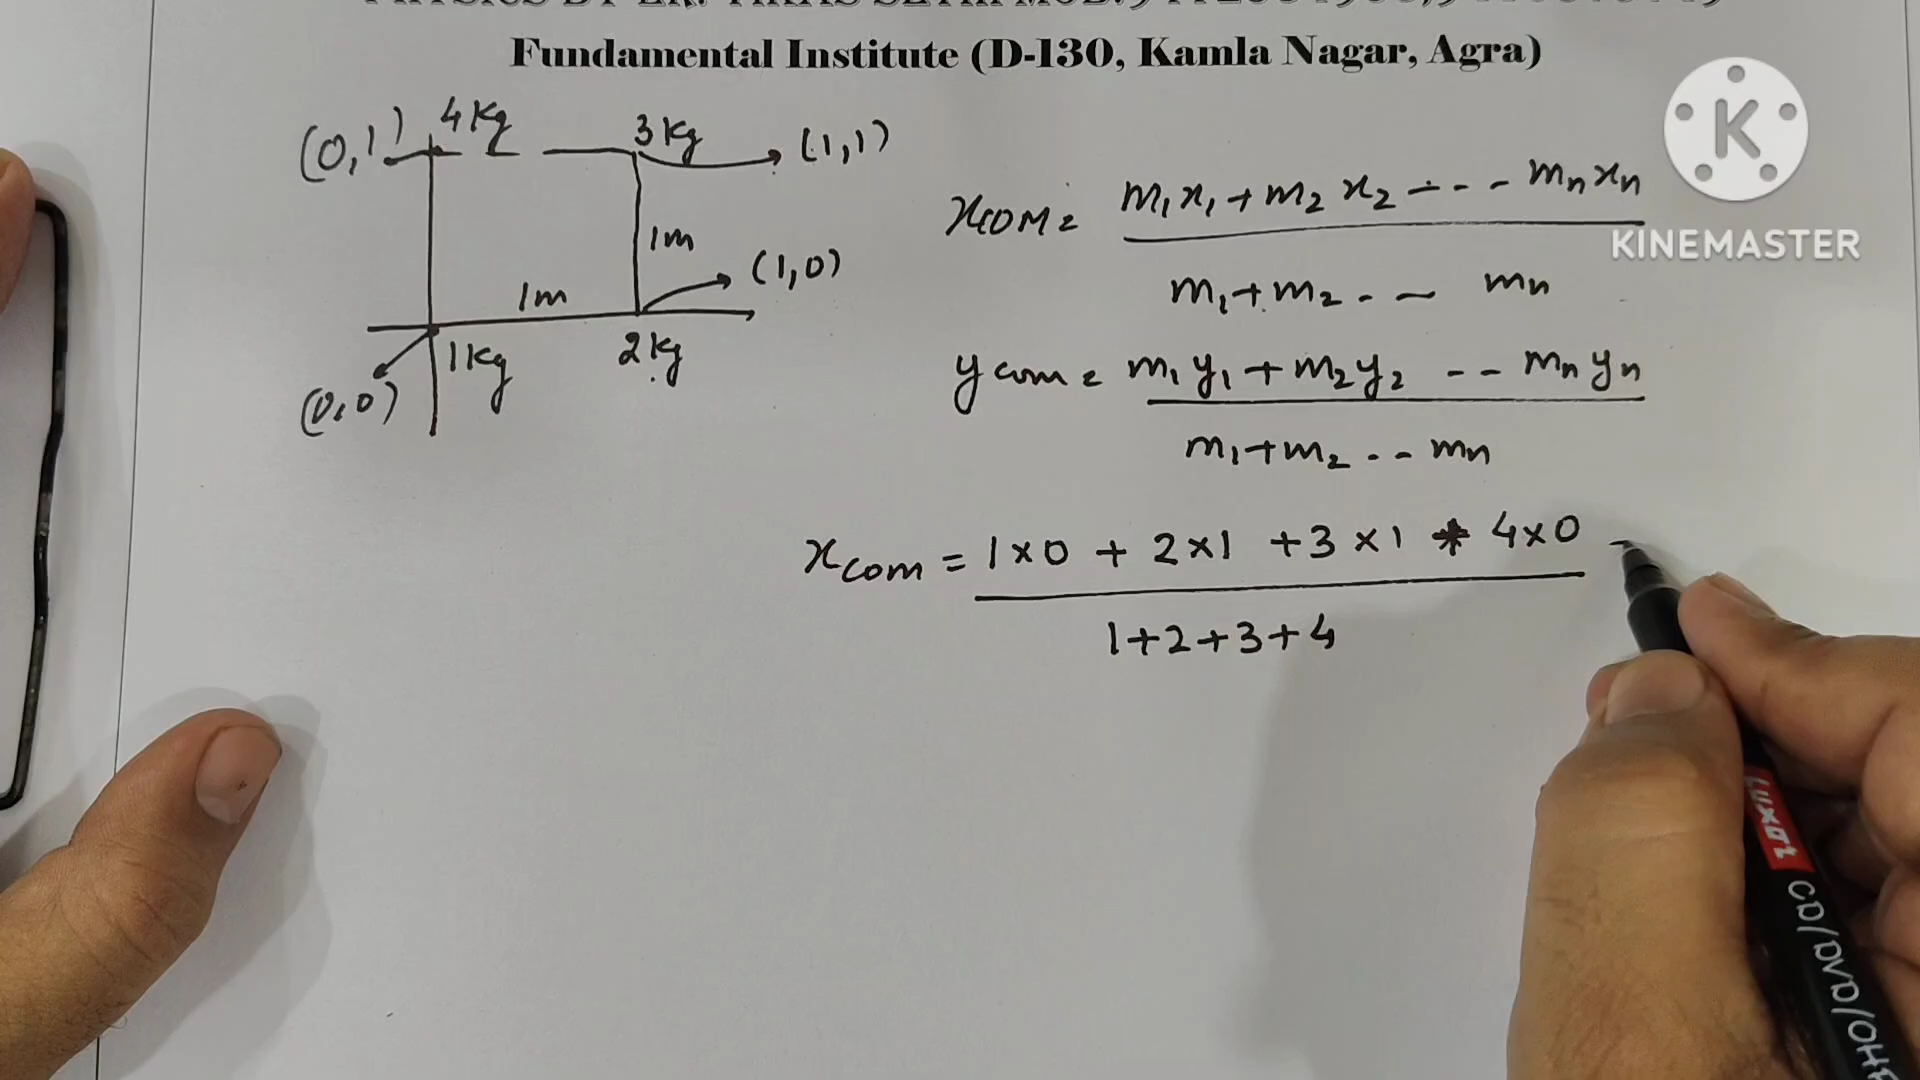 Fundamental Institute (D-130, Kamla Nagar, Agra)
K
KINEMASTER
(0,1) 4Kg 3Kg (1,1)
1m
(1,0)
1m
1Kg 2Kg
(0,0)
xCOM = m₁x₁ + m₂x₂ - - - - mₙxₙ
m₁+m₂ - - mₙ
ycom = m₁y₁ + m₂y₂ - - mₙyₙ
m₁+m₂ - - mₙ
xcom = 1×0 + 2×1 +3×1 + 4×0
1+2+3+4
LUXOR